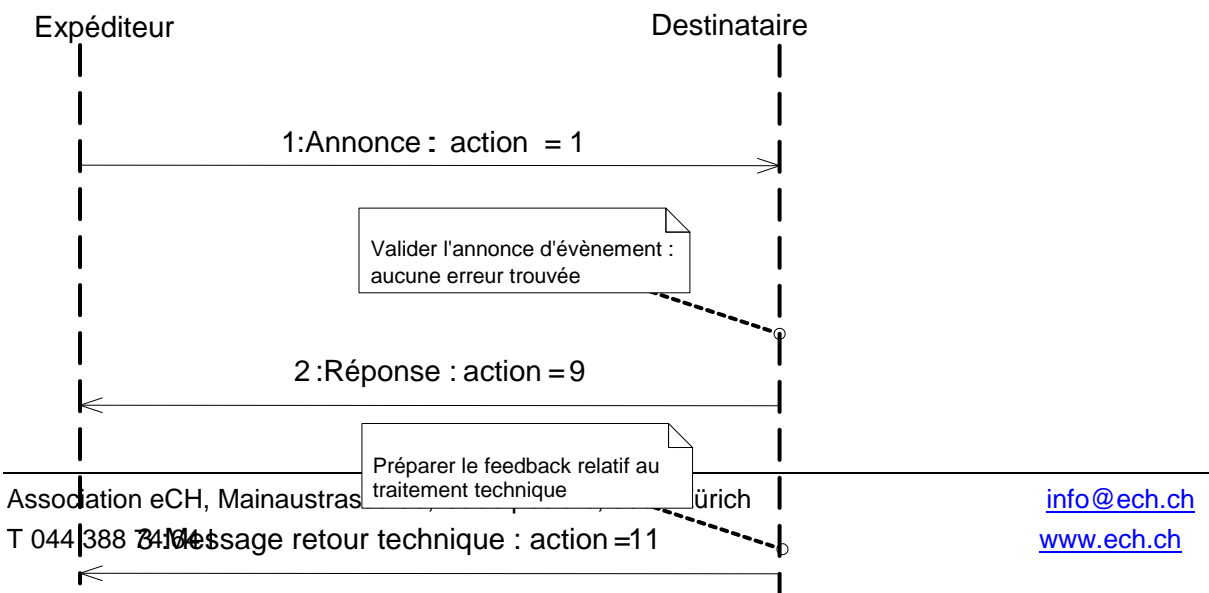 Expéditeur
Destinataire
1:Annonce : action = 1
Valider l'annonce d'évènement :
aucune erreur trouvée
2 :Réponse : action = 9
Préparer le feedback relatif au
traitement technique
Association eCH, Mainaustras ürich
info@ech.ch
T 044 388 74 64
3 :Message retour technique : action =11
www.ech.ch